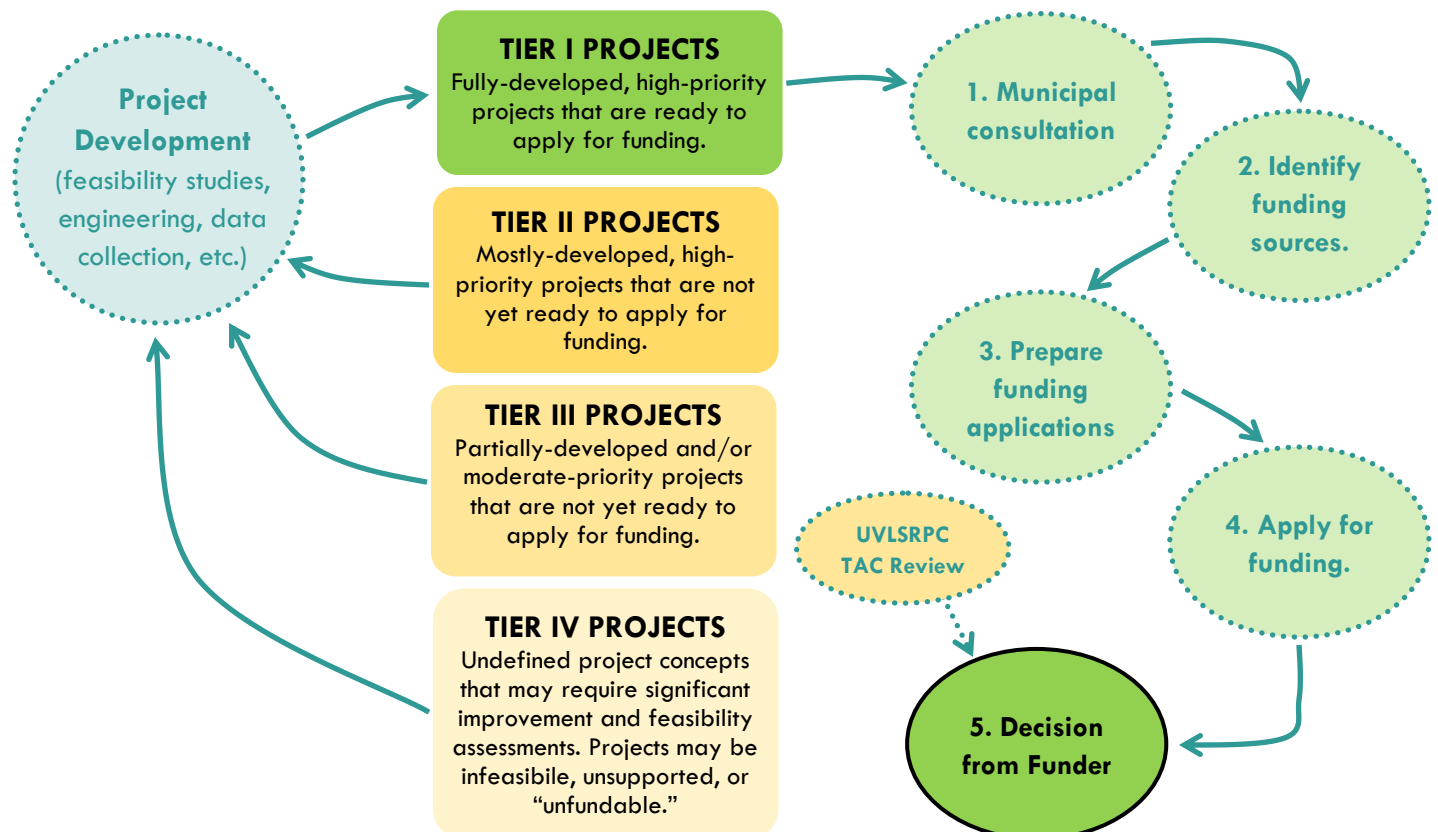 Project
Development
(feasibility studies,
engineering, data
collection, etc.)
TIER I PROJECTS
Fully-developed, high-priority
projects that are ready to
apply for funding.
TIER II PROJECTS
Mostly-developed, high-
priority projects that are not
yet ready to apply for
funding.
TIER III PROJECTS
Partially-developed and/or
moderate-priority projects
that are not yet ready to
apply for funding.
TIER IV PROJECTS
Undefined project concepts
that may require significant
improvement and feasibility
assessments. Projects may be
infeasibile, unsupported, or
“unfundable.”
1. Municipal
consultation
2. Identify
funding
sources.
3. Prepare
funding
applications
4. Apply for
funding.
UVLSRPC
TAC Review
5. Decision
from Funder